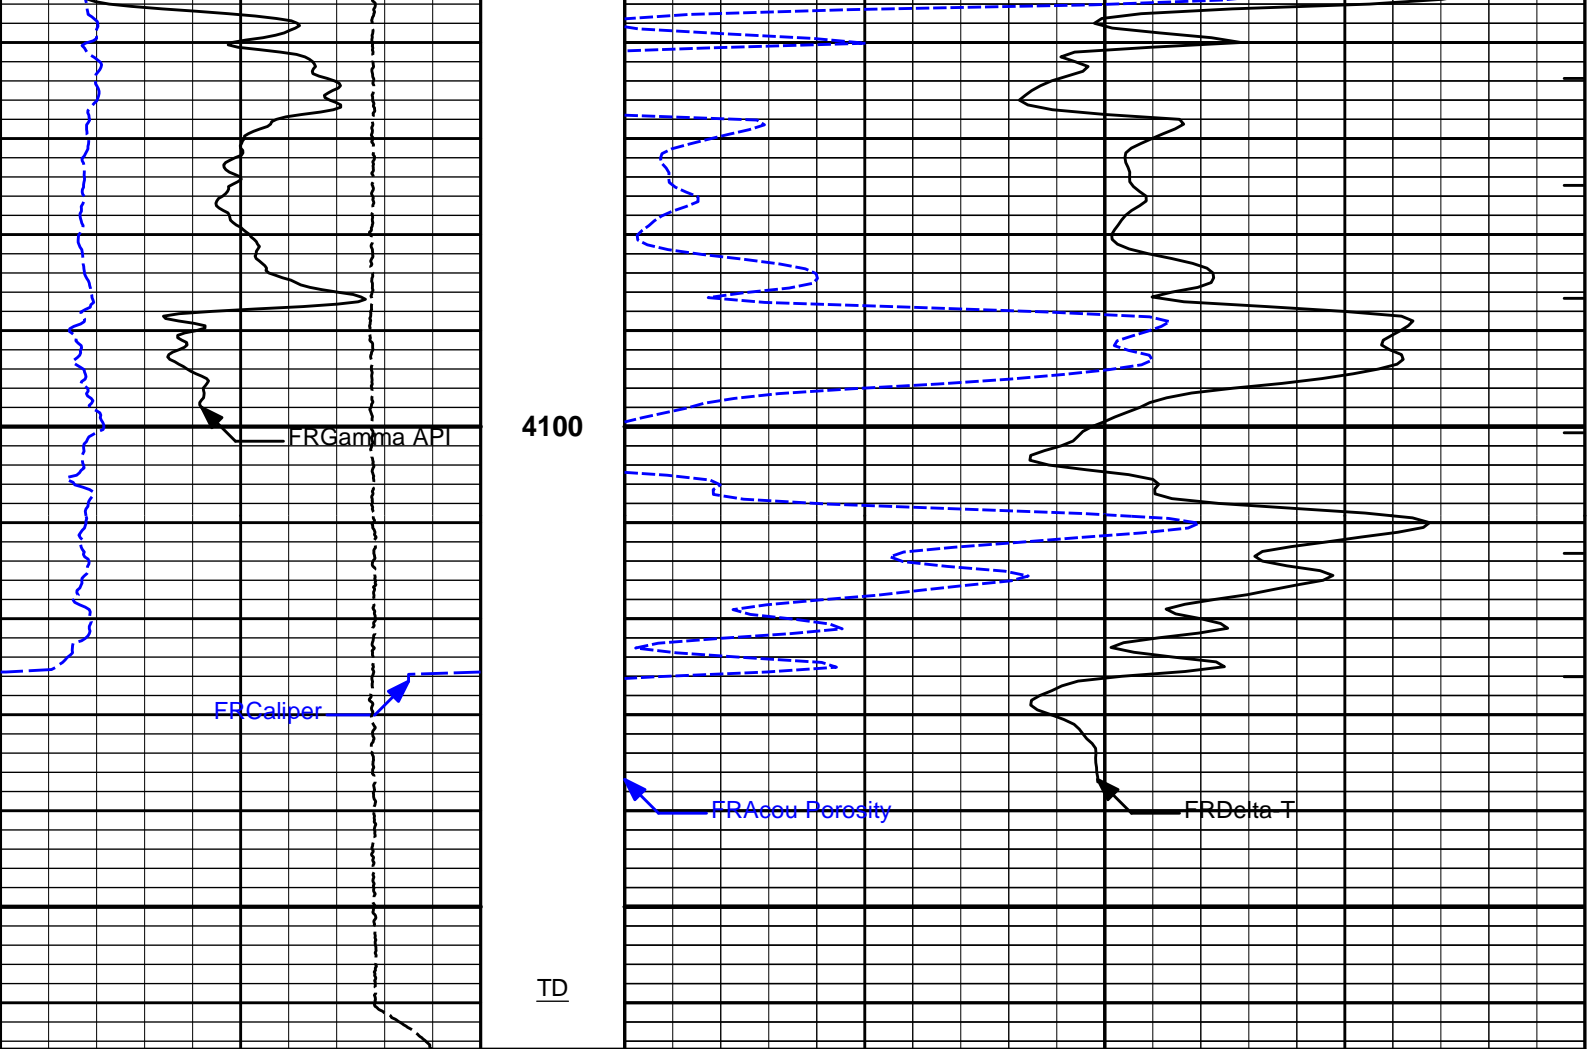 4100
FRGamma API
FRCaliper
FRAcou Porosity
FRDelta-T
TD